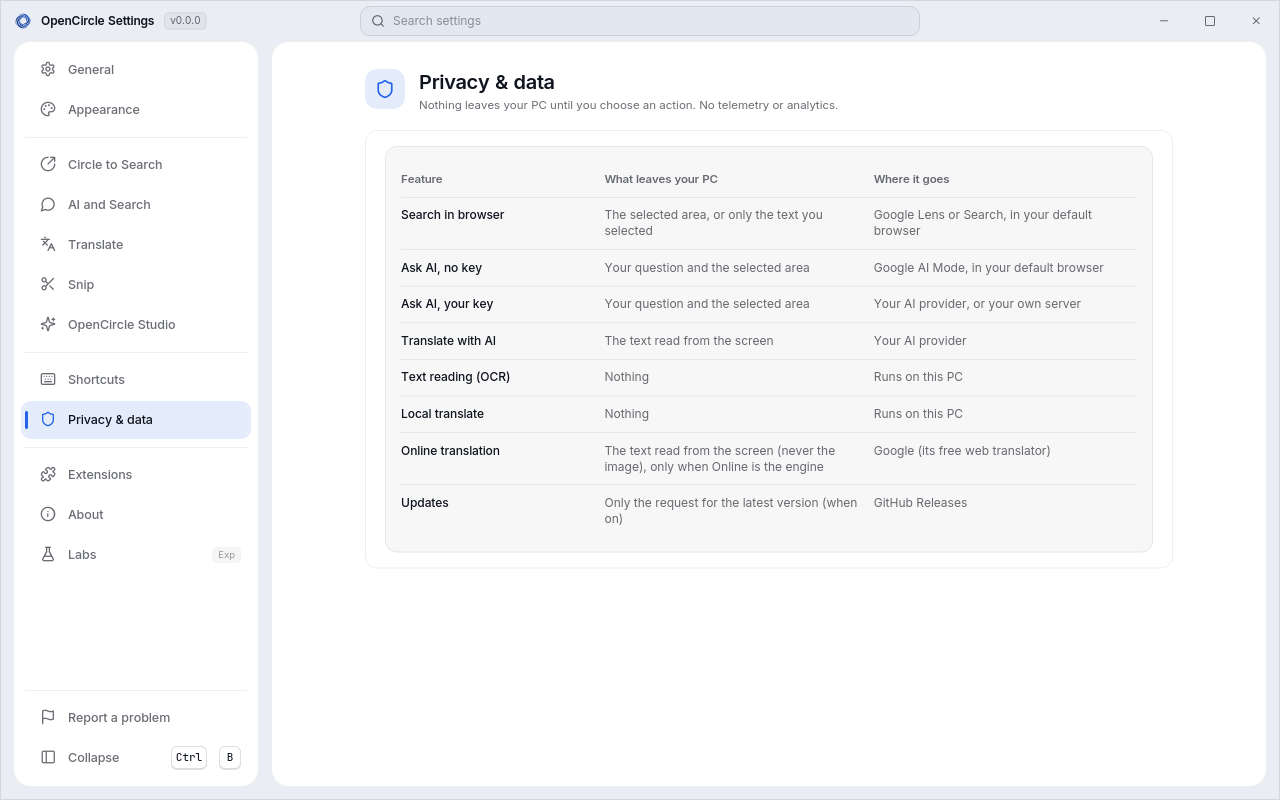 OpenCircle Settings v0.0.0
Search settings
General
Appearance
Circle to Search
AI and Search
Translate
Snip
OpenCircle Studio
Shortcuts
Privacy & data
Extensions
About
Labs Exp
Report a problem
Collapse Ctrl B
Privacy & data
Nothing leaves your PC until you choose an action. No telemetry or analytics.
Feature What leaves your PC Where it goes
Search in browser The selected area, or only the text you Google Lens or Search, in your default
selected browser
Ask AI, no key Your question and the selected area Google AI Mode, in your default browser
Ask AI, your key Your question and the selected area Your AI provider, or your own server
Translate with AI The text read from the screen Your AI provider
Text reading (OCR) Nothing Runs on this PC
Local translate Nothing Runs on this PC
Online translation The text read from the screen (never the Google (its free web translator)
image), only when Online is the engine
Updates Only the request for the latest version (when GitHub Releases
on)